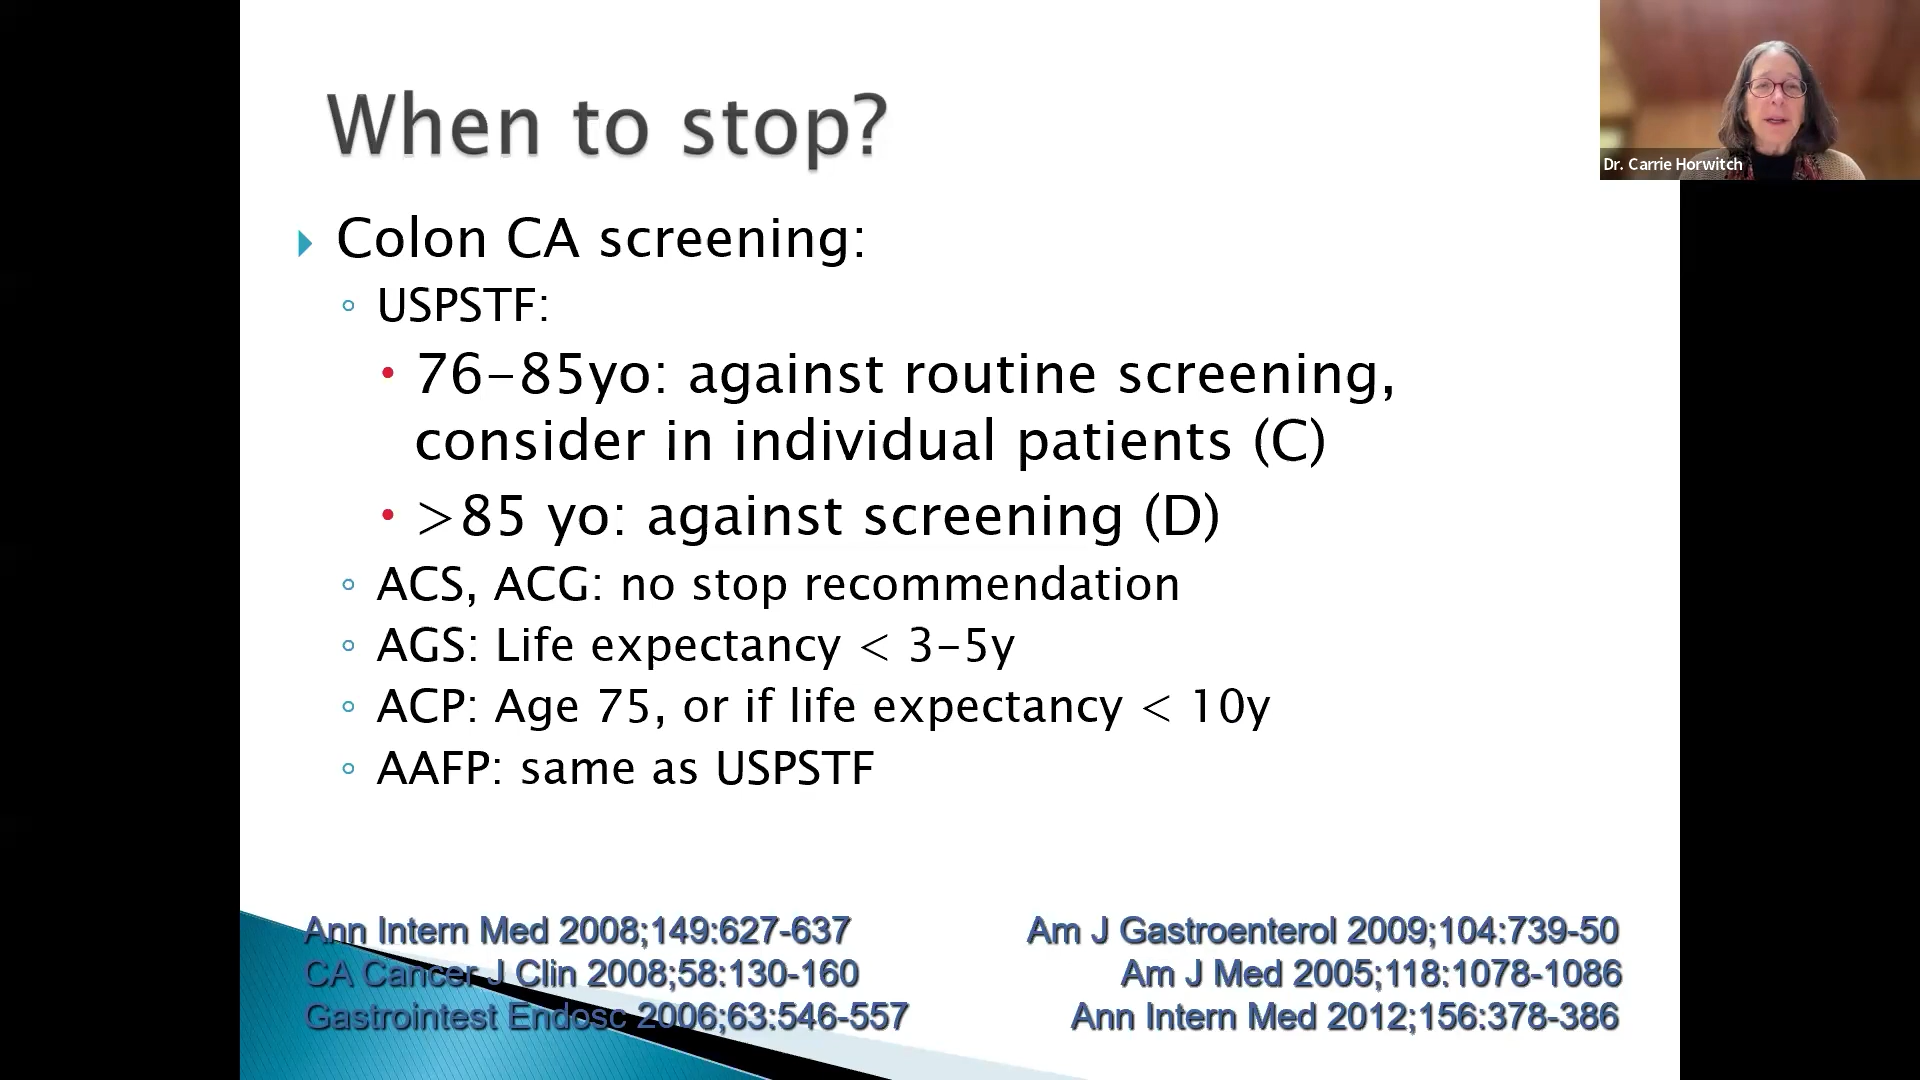 When to stop?
Dr. Carrie Horwitch
Colon CA screening:
USPSTF:
76-85yo: against routine screening,
consider in individual patients (C)
>85 yo: against screening (D)
ACS, ACG: no stop recommendation
AGS: Life expectancy < 3-5y
ACP: Age 75, or if life expectancy < 10y
AAFP: same as USPSTF
Ann Intern Med 2008;149:627-637
CA Cancer J Clin 2008;58:130-160
Gastrointest Endosc 2006;63:546-557
Am J Gastroenterol 2009;104:739-50
Am J Med 2005;118:1078-1086
Ann Intern Med 2012;156:378-386